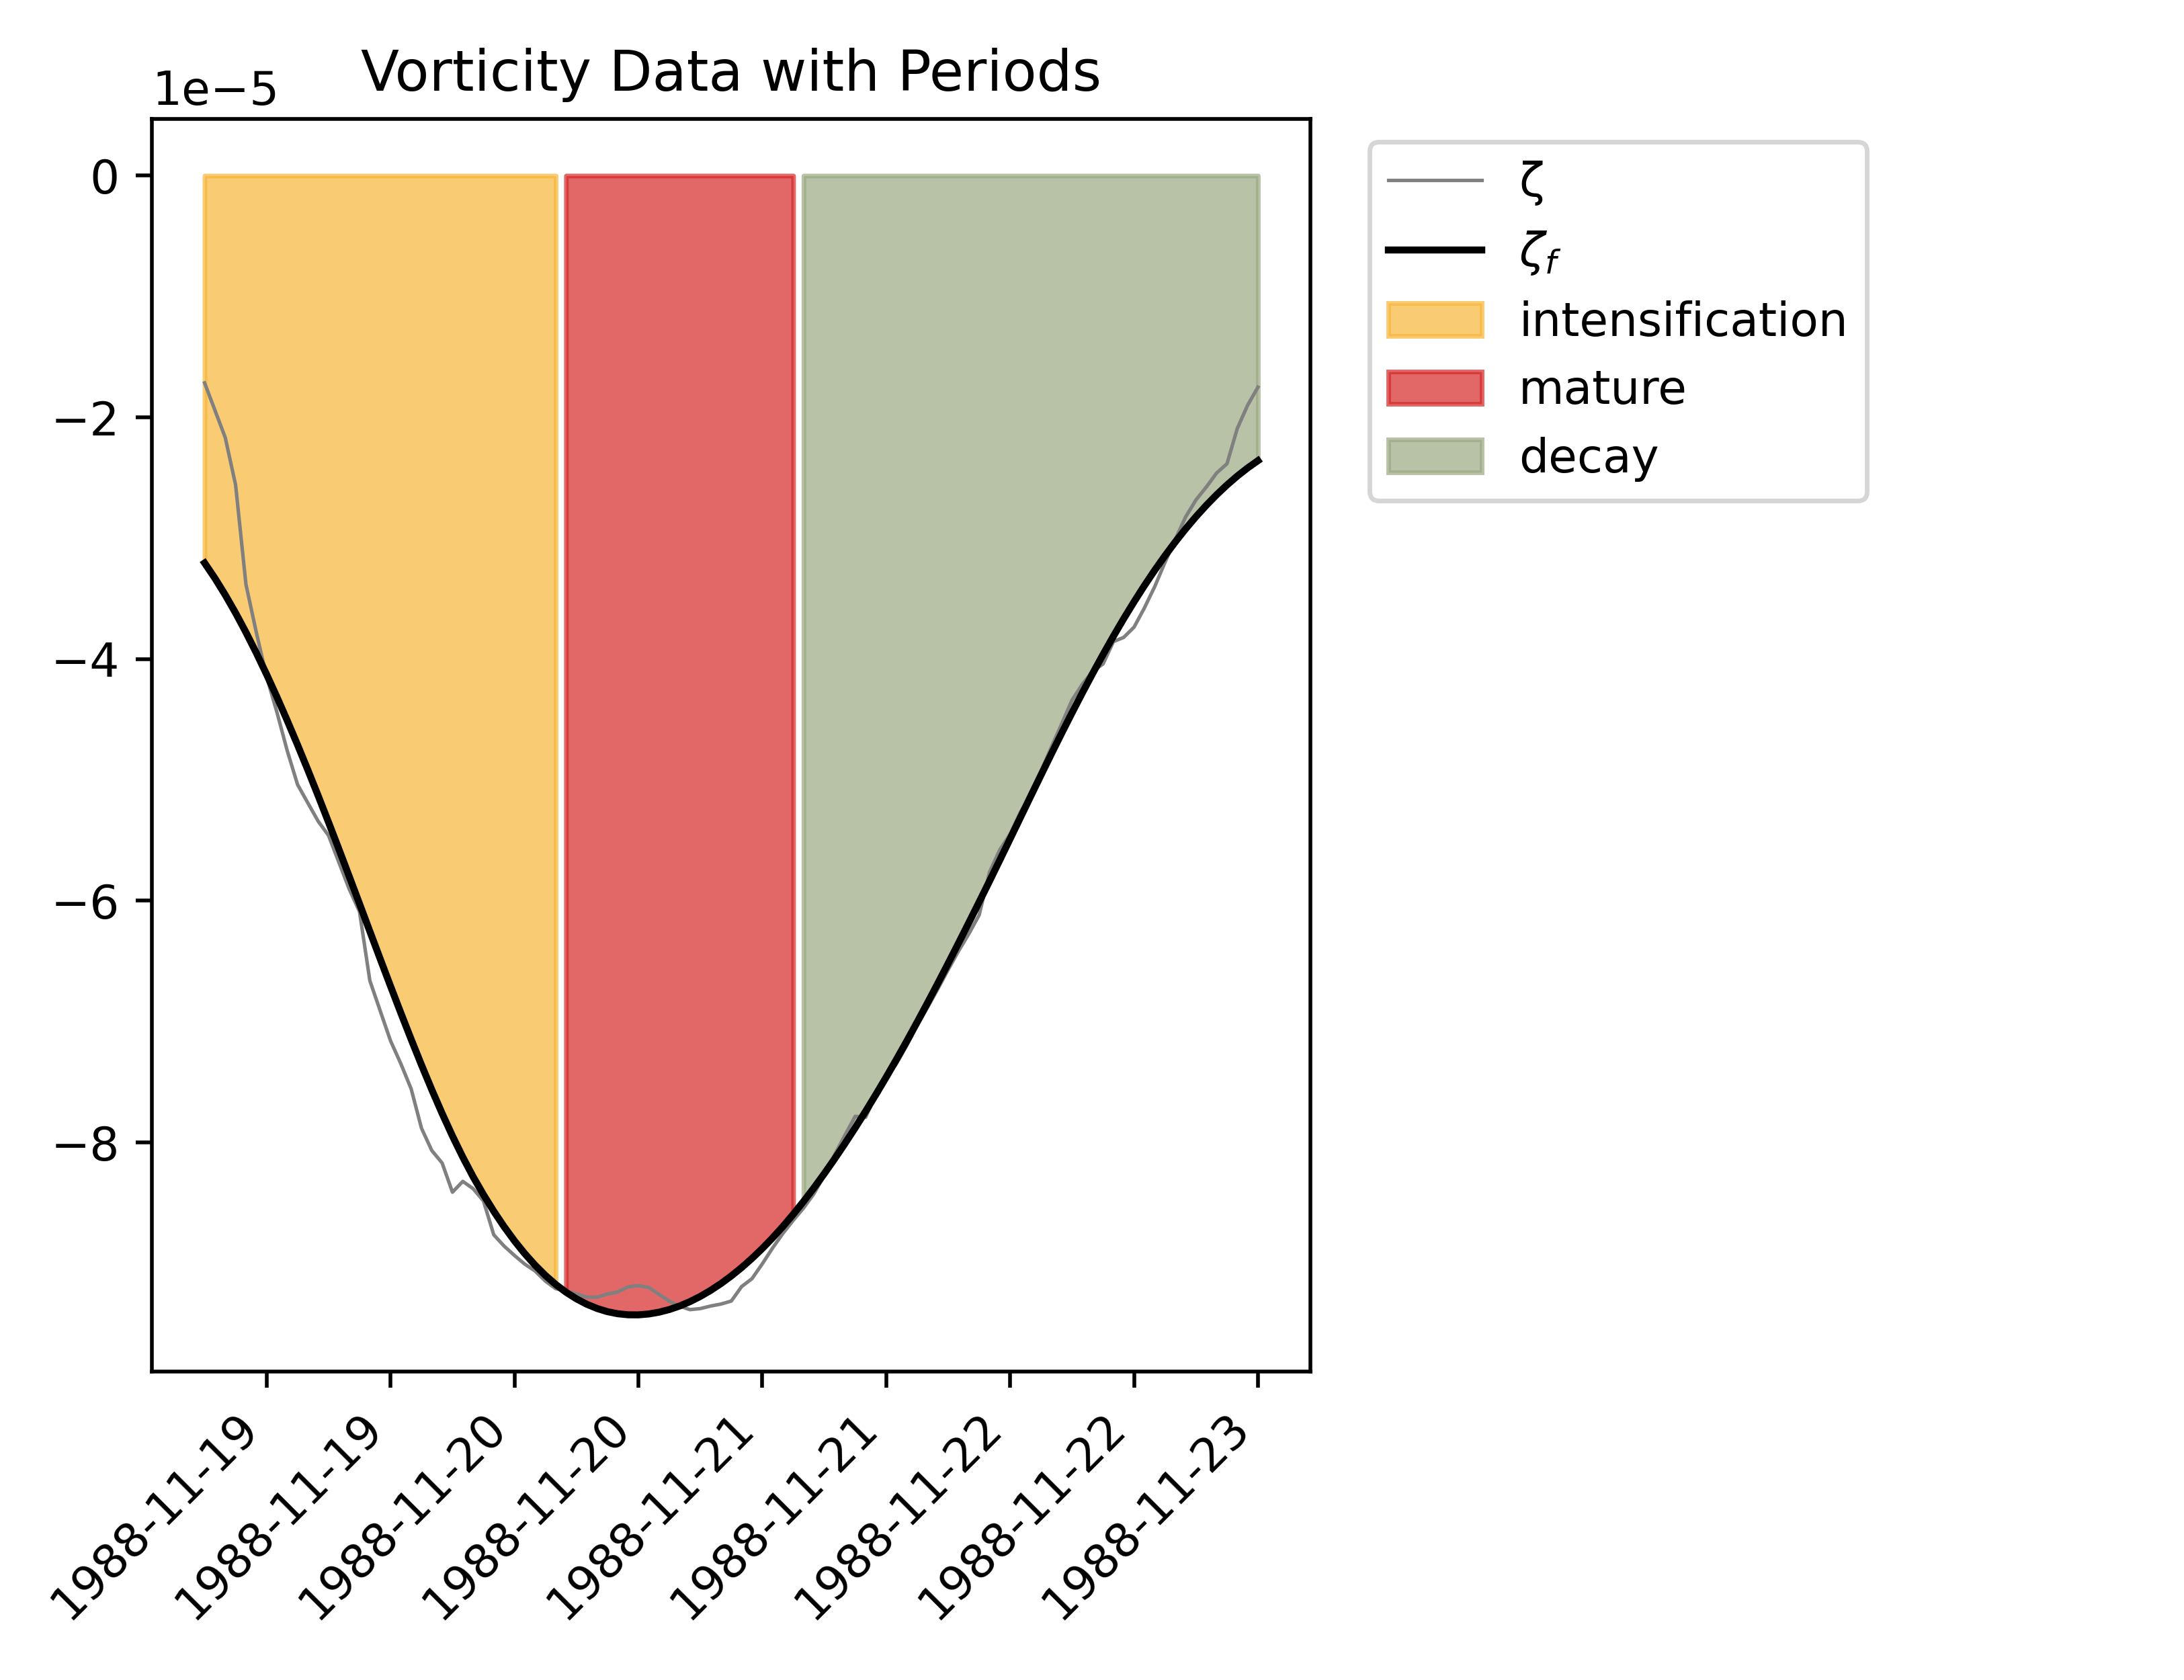 Vorticity Data with Periods
1e−5
0
−2
−4
−6
−8
1988-11-19
1988-11-19
1988-11-20
1988-11-20
1988-11-21
1988-11-21
1988-11-22
1988-11-22
1988-11-23
ζ
ζf
intensification
mature
decay